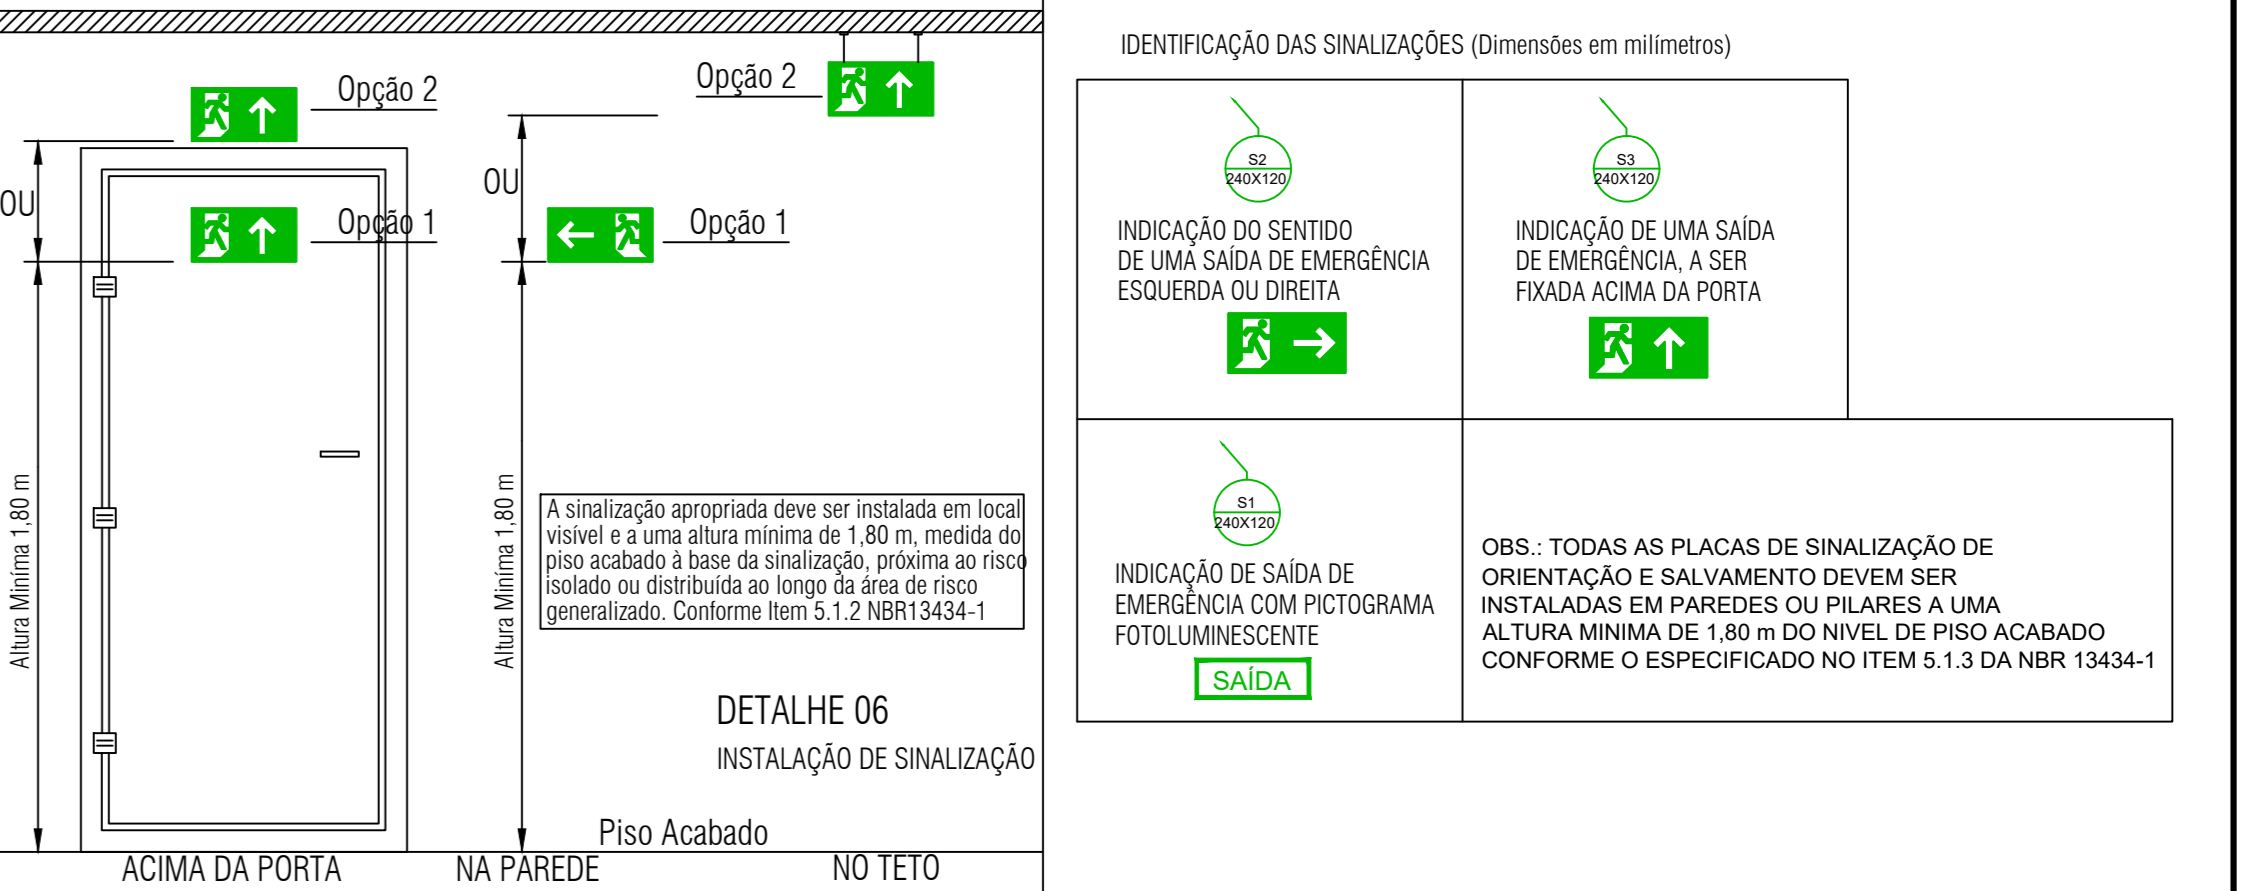 Opção 2
OU
Opção 1
Altura Miníma 1,80 m
ACIMA DA PORTA
Opção 2
OU
Opção 1
Altura Miníma 1,80 m
A sinalização apropriada deve ser instalada em local
visível e a uma altura mínima de 1,80 m, medida do
piso acabado à base da sinalização, próxima ao risco
isolado ou distribuída ao longo da área de risco
generalizado. Conforme Item 5.1.2 NBR13434-1
DETALHE 06
INSTALAÇÃO DE SINALIZAÇÃO
Piso Acabado
NA PAREDE
NO TETO
IDENTIFICAÇÃO DAS SINALIZAÇÕES (Dimensões em milímetros)
S2
240X120
INDICAÇÃO DO SENTIDO
DE UMA SAÍDA DE EMERGÊNCIA
ESQUERDA OU DIREITA
S3
240X120
INDICAÇÃO DE UMA SAÍDA
DE EMERGÊNCIA, A SER
FIXADA ACIMA DA PORTA
S1
240X120
INDICAÇÃO DE SAÍDA DE
EMERGÊNCIA COM PICTOGRAMA
FOTOLUMINESCENTE
SAÍDA
OBS.: TODAS AS PLACAS DE SINALIZAÇÃO DE
ORIENTAÇÃO E SALVAMENTO DEVEM SER
INSTALADAS EM PAREDES OU PILARES A UMA
ALTURA MINIMA DE 1,80 m DO NIVEL DE PISO ACABADO
CONFORME O ESPECIFICADO NO ITEM 5.1.3 DA NBR 13434-1